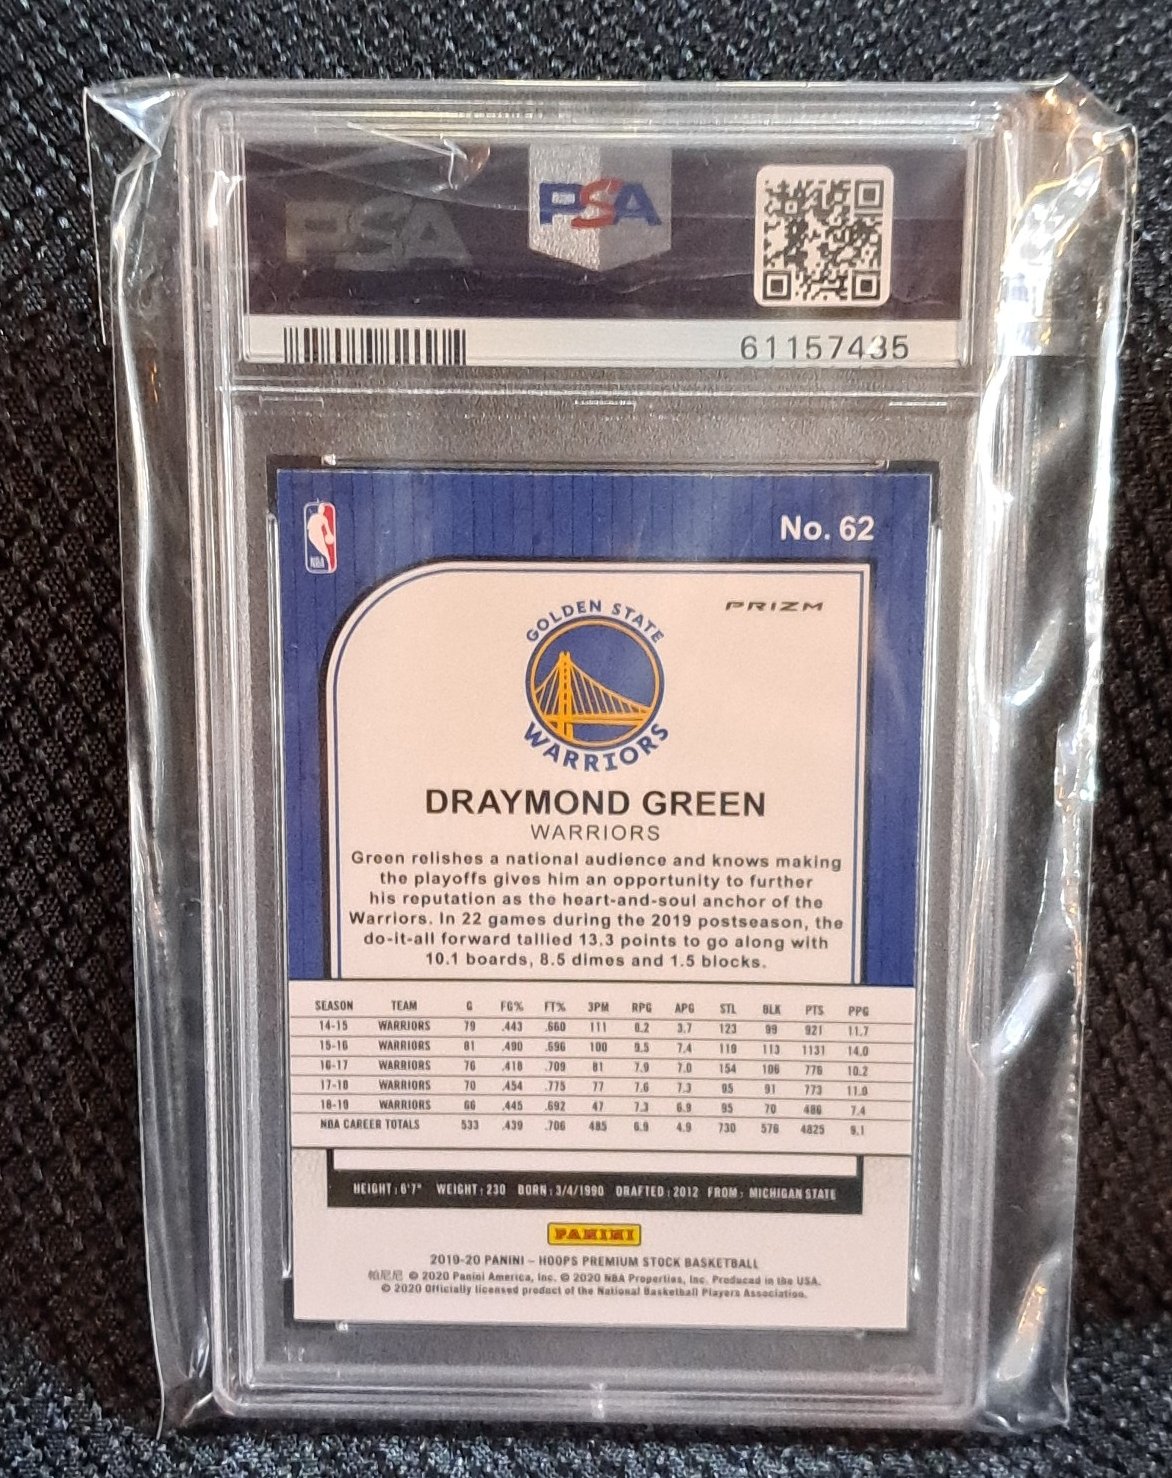 PSA
PSA
61157435
NBA
No. 62
PRIZM
GOLDEN STATE
WARRIORS
DRAYMOND GREEN
WARRIORS
Green relishes a national audience and knows making
the playoffs gives him an opportunity to further
his reputation as the heart-and-soul anchor of the
Warriors. In 22 games during the 2019 postseason, the
do-it-all forward tallied 13.3 points to go along with
10.1 boards, 8.5 dimes and 1.5 blocks.
SEASON TEAM G FG% FT% 3PM RPG APG STL BLK PTS PPG
14-15 WARRIORS 79 .443 .660 111 8.2 3.7 123 99 921 11.7
15-16 WARRIORS 81 .490 .696 100 9.5 7.4 119 113 1131 14.0
16-17 WARRIORS 76 .418 .709 81 7.9 7.0 154 106 776 10.2
17-18 WARRIORS 70 .454 .775 77 7.6 7.3 95 91 773 11.0
18-19 WARRIORS 66 .445 .692 47 7.3 6.9 95 70 486 7.4
NBA CAREER TOTALS 533 .439 .706 485 6.9 4.9 730 576 4825 9.1
HEIGHT: 6'7" WEIGHT: 230 BORN: 3/4/1990 DRAFTED: 2012 FROM: MICHIGAN STATE
PANINI
2019-20 PANINI – HOOPS PREMIUM STOCK BASKETBALL
帕尼尼 © 2020 Panini America, Inc. © 2020 NBA Properties, Inc. Produced in the USA.
© 2020 Officially licensed product of the National Basketball Players Association.